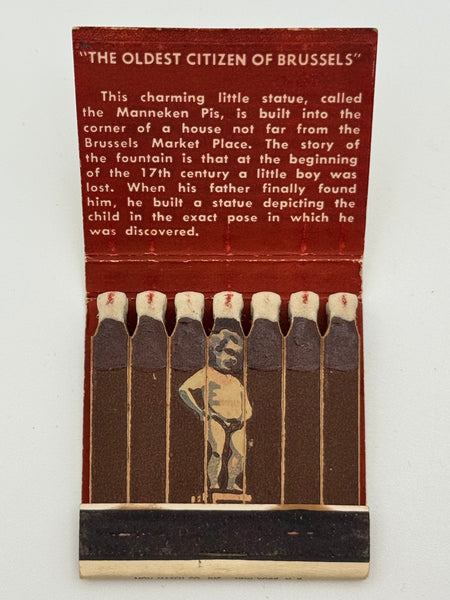 "THE OLDEST CITIZEN OF BRUSSELS"
This charming little statue, called
the Manneken Pis, is built into the
corner of a house not far from the
Brussels Market Place. The story of
the fountain is that at the beginning
of the 17th century a little boy was
lost. When his father finally found
him, he built a statue depicting the
child in the exact pose in which he
was discovered.